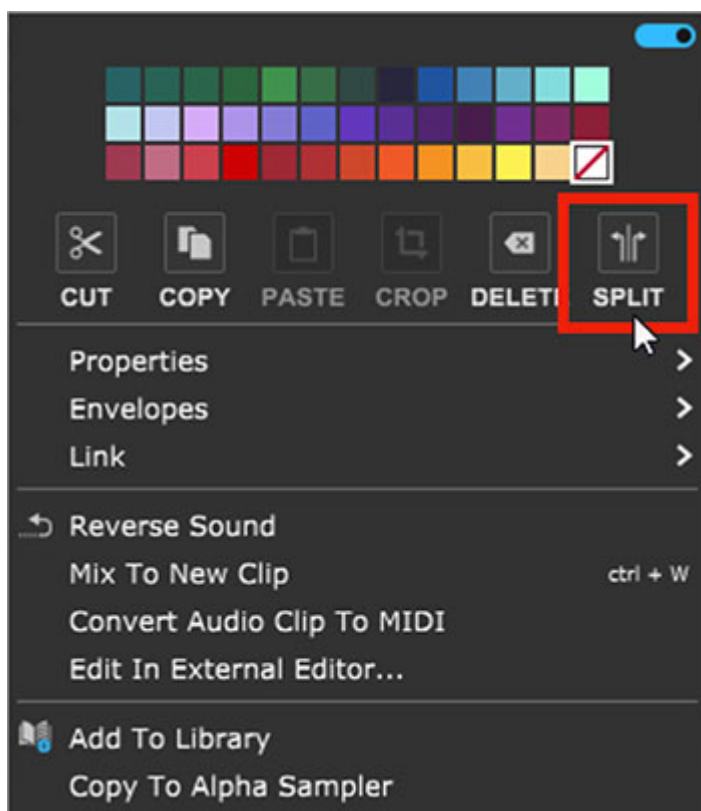 CUT COPY PASTE CROP DELETE SPLIT
Properties
Envelopes
Link
Reverse Sound
Mix To New Clip ctrl + W
Convert Audio Clip To MIDI
Edit In External Editor...
Add To Library
Copy To Alpha Sampler